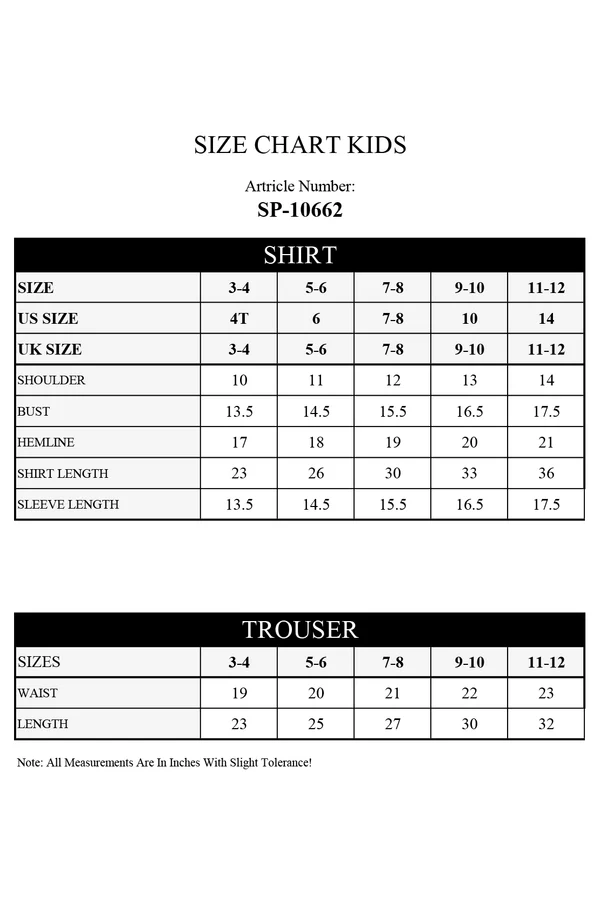 SIZE CHART KIDS
Artricle Number:
SP-10662
SHIRT
SIZE 3-4 5-6 7-8 9-10 11-12
US SIZE 4T 6 7-8 10 14
UK SIZE 3-4 5-6 7-8 9-10 11-12
SHOULDER 10 11 12 13 14
BUST 13.5 14.5 15.5 16.5 17.5
HEMLINE 17 18 19 20 21
SHIRT LENGTH 23 26 30 33 36
SLEEVE LENGTH 13.5 14.5 15.5 16.5 17.5
TROUSER
SIZES 3-4 5-6 7-8 9-10 11-12
WAIST 19 20 21 22 23
LENGTH 23 25 27 30 32
Note: All Measurements Are In Inches With Slight Tolerance!